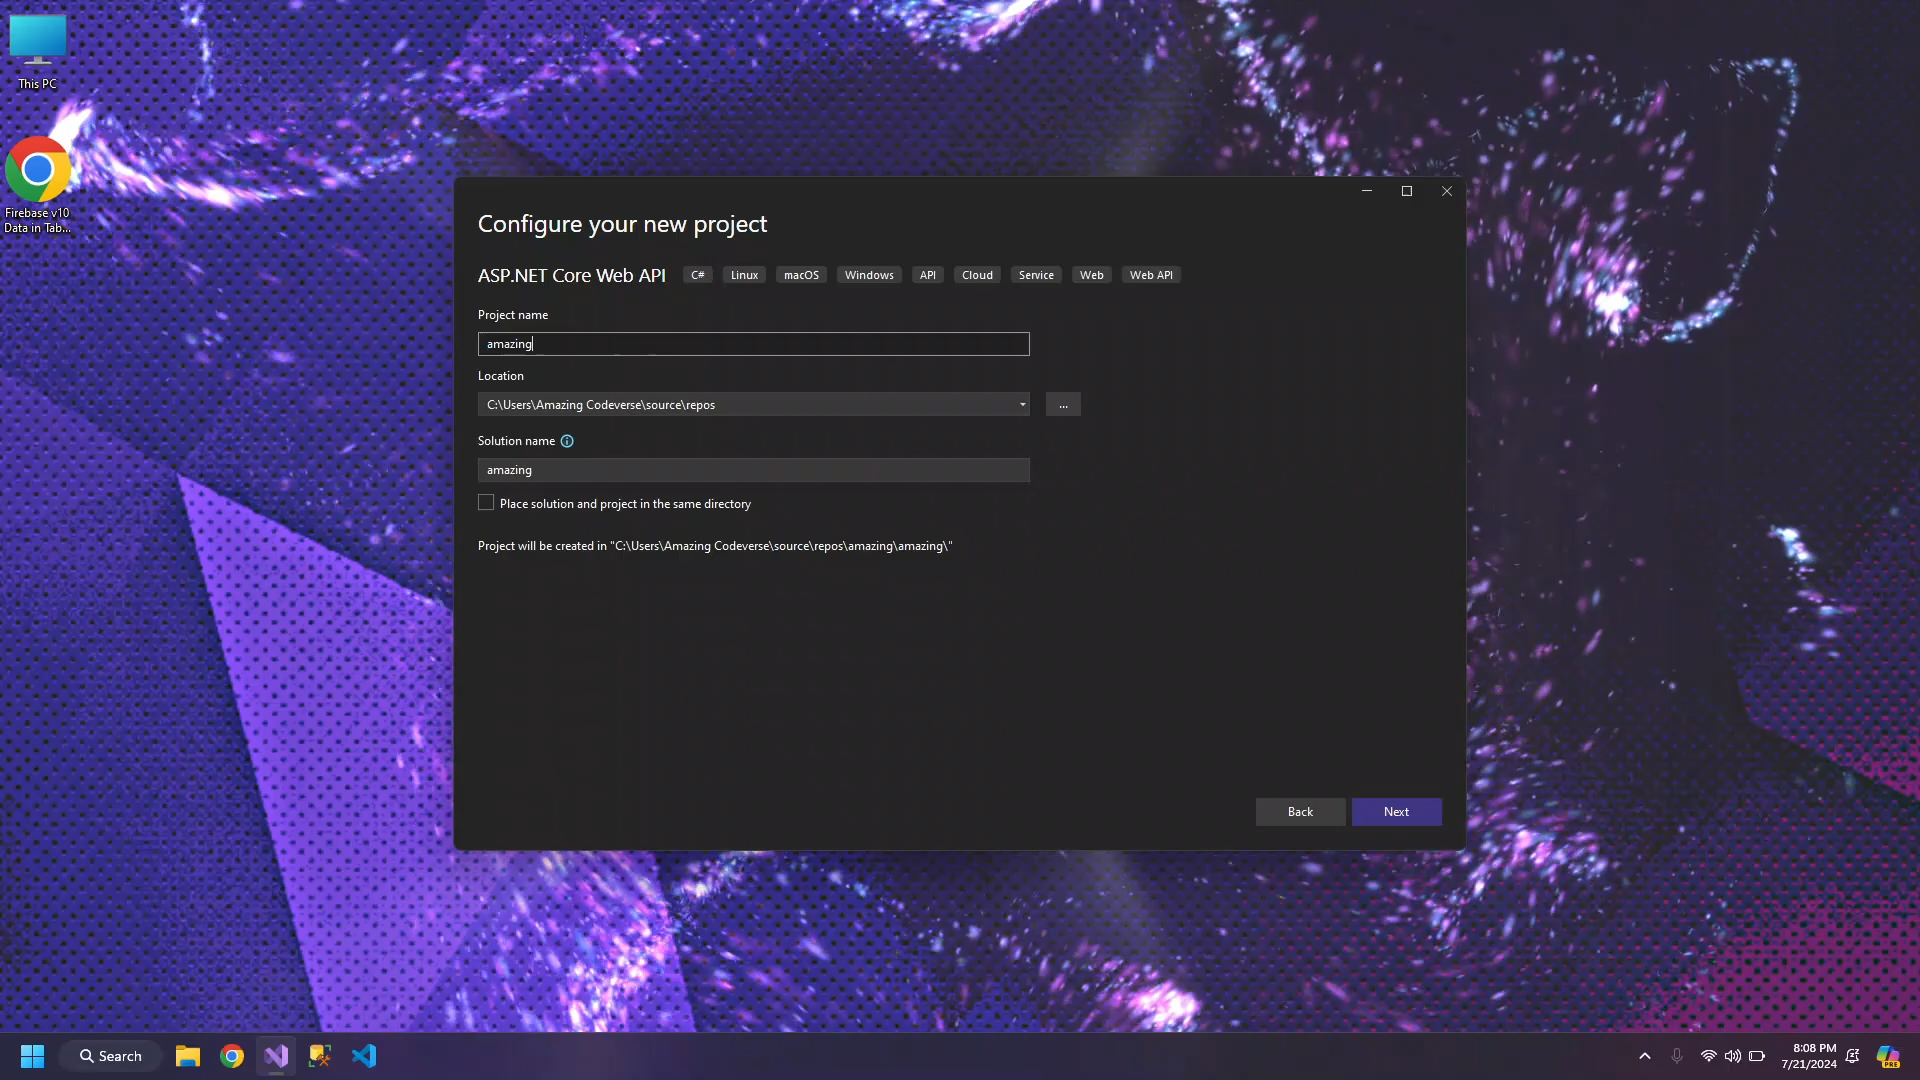 This PC
Firebase v10
Data in Tab...
Configure your new project
ASP.NET Core Web API C# Linux macOS Windows API Cloud Service Web Web API
Project name
amazing
Location
C:\Users\Amazing Codeverse\source\repos
...
Solution name
amazing
Place solution and project in the same directory
Project will be created in "C:\Users\Amazing Codeverse\source\repos\amazing\amazing\"
Back Next
Search
8:08 PM
7/21/2024
PRE